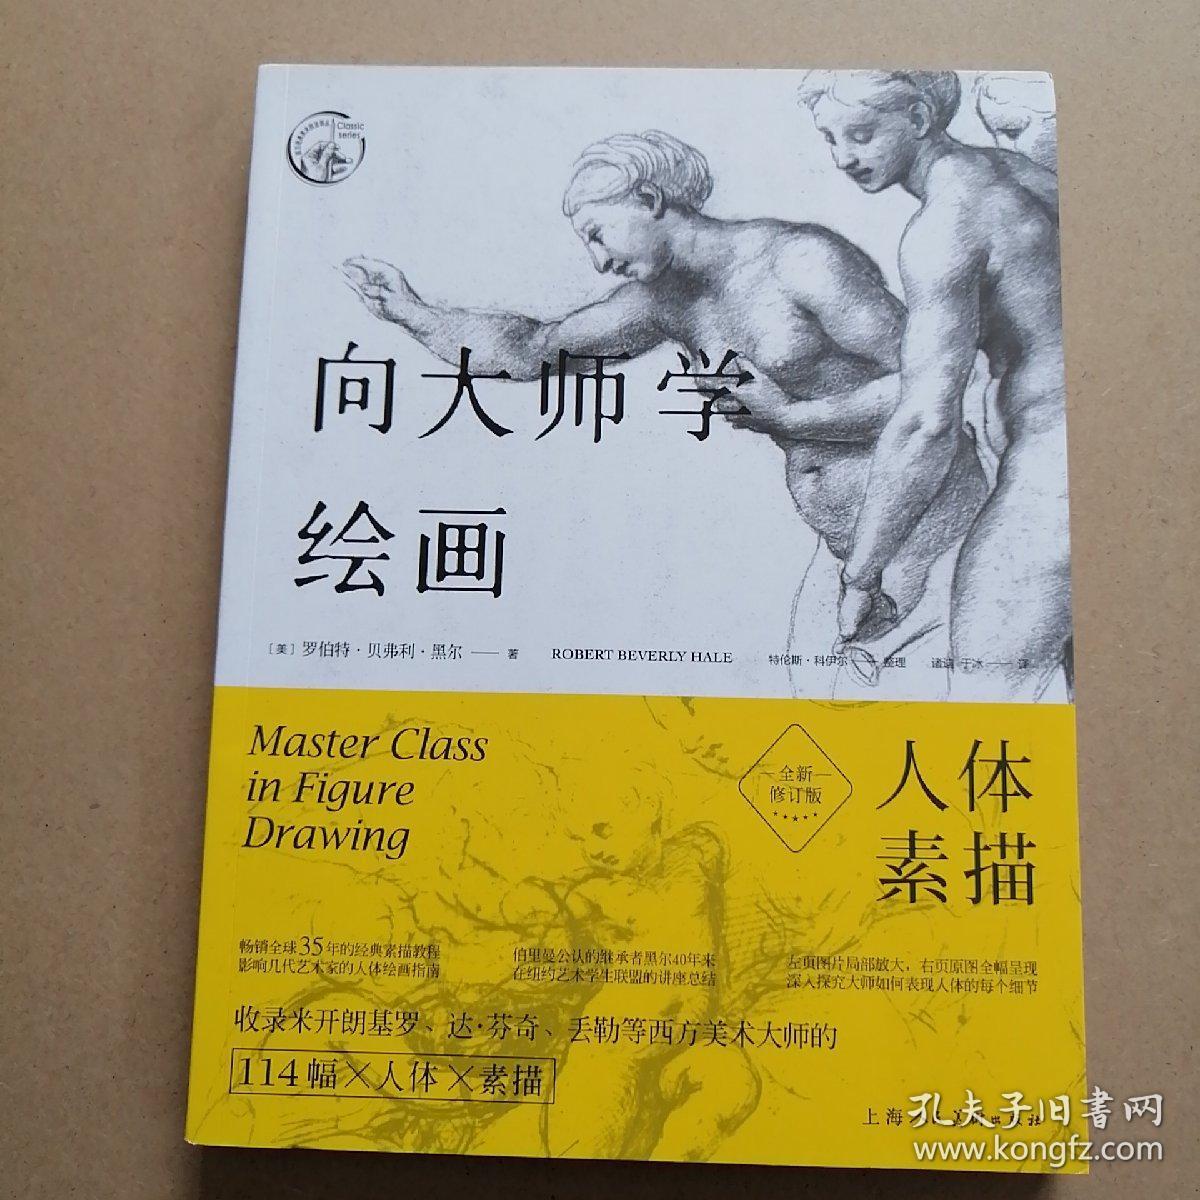 Classic
series
向大师学
绘画
[美] 罗伯特·贝弗利·黑尔 —— 著 ROBERT BEVERLY HALE 特伦斯·科伊尔 —— 整理 于冰 —— 译
Master Class
in Figure
Drawing
全新
修订版
人体
素描
畅销全球35年的经典素描教程
影响几代艺术家的人体绘画指南
伯里曼公认的继承者黑尔40年来
在纽约艺术学生联盟的讲座总结
左页图片局部放大，右页原图全幅呈现
深入探究大师如何表现人体的每个细节
收录米开朗基罗、达·芬奇、丢勒等西方美术大师的
114幅×人体×素描
上海人民美术出版社
孔夫子旧书网
www.kongfz.com